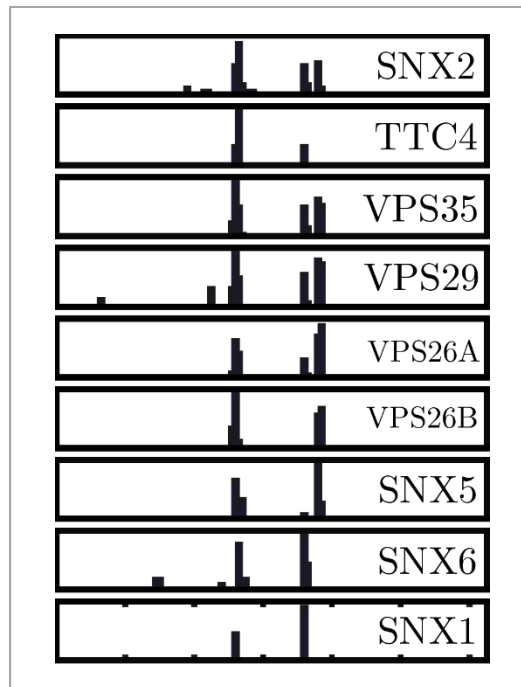 SNX2
TTC4
VPS35
VPS29
VPS26A
VPS26B
SNX5
SNX6
SNX1